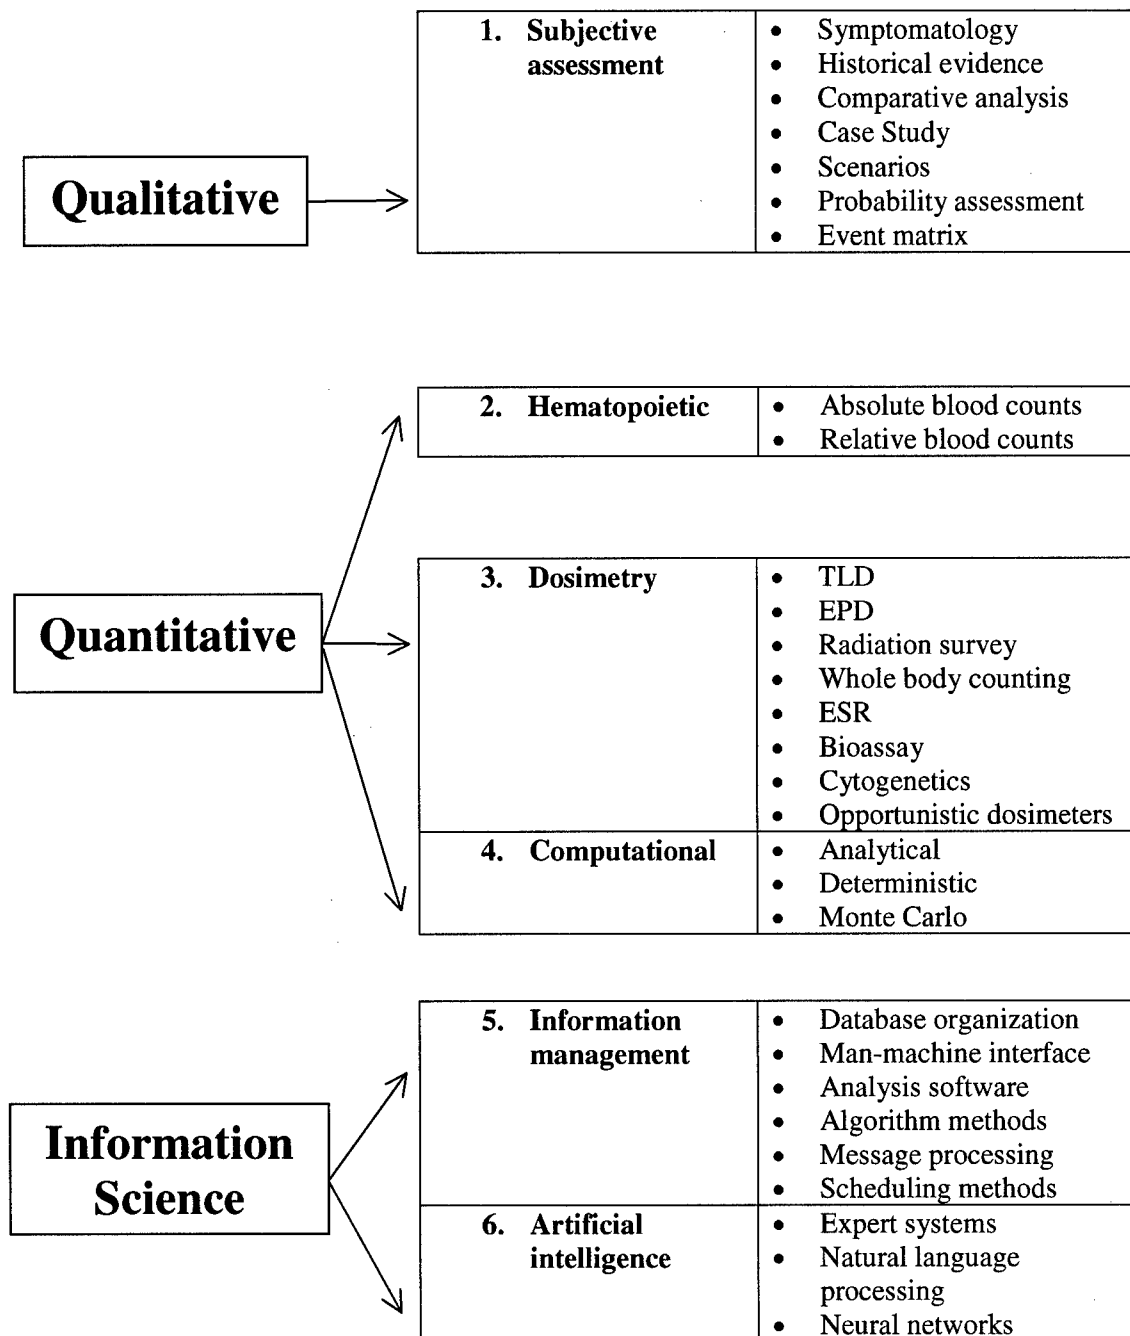 1. Subjective
assessment
• Symptomatology
• Historical evidence
• Comparative analysis
• Case Study
• Scenarios
• Probability assessment
• Event matrix
Qualitative
2. Hematopoietic
• Absolute blood counts
• Relative blood counts
Quantitative
3. Dosimetry
• TLD
• EPD
• Radiation survey
• Whole body counting
• ESR
• Bioassay
• Cytogenetics
• Opportunistic dosimeters
4. Computational
• Analytical
• Deterministic
• Monte Carlo
Information
Science
5. Information
management
• Database organization
• Man-machine interface
• Analysis software
• Algorithm methods
• Message processing
• Scheduling methods
6. Artificial
intelligence
• Expert systems
• Natural language
processing
• Neural networks